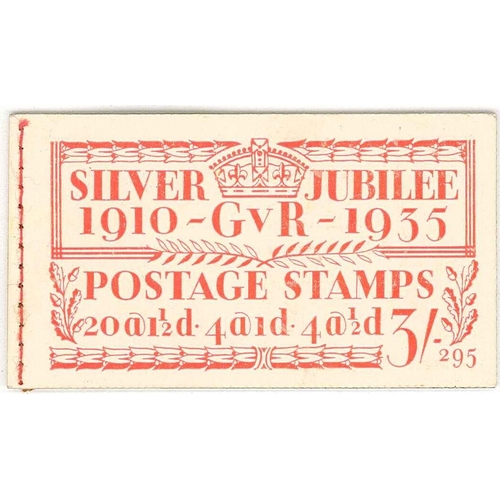 SILVER JUBILEE
1910 ~ GvR ~ 1935
POSTAGE STAMPS
20@1½d · 4@1d · 4@½d 3/-
295